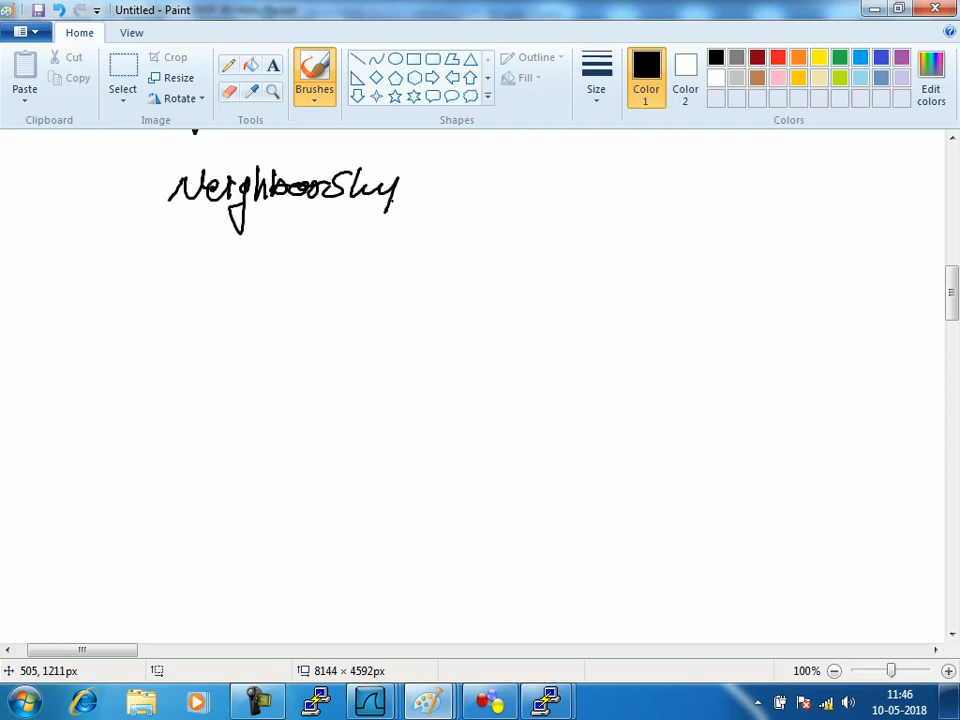 Untitled - Paint
Home
View
Paste
Cut
Copy
Clipboard
Select
Crop
Resize
Rotate
Image
Tools
Brushes
Shapes
Outline
Fill
Size
Color 1
Color 2
Edit colors
Colors
505, 1211px
8144 × 4592px
100%
11:46
10-05-2018